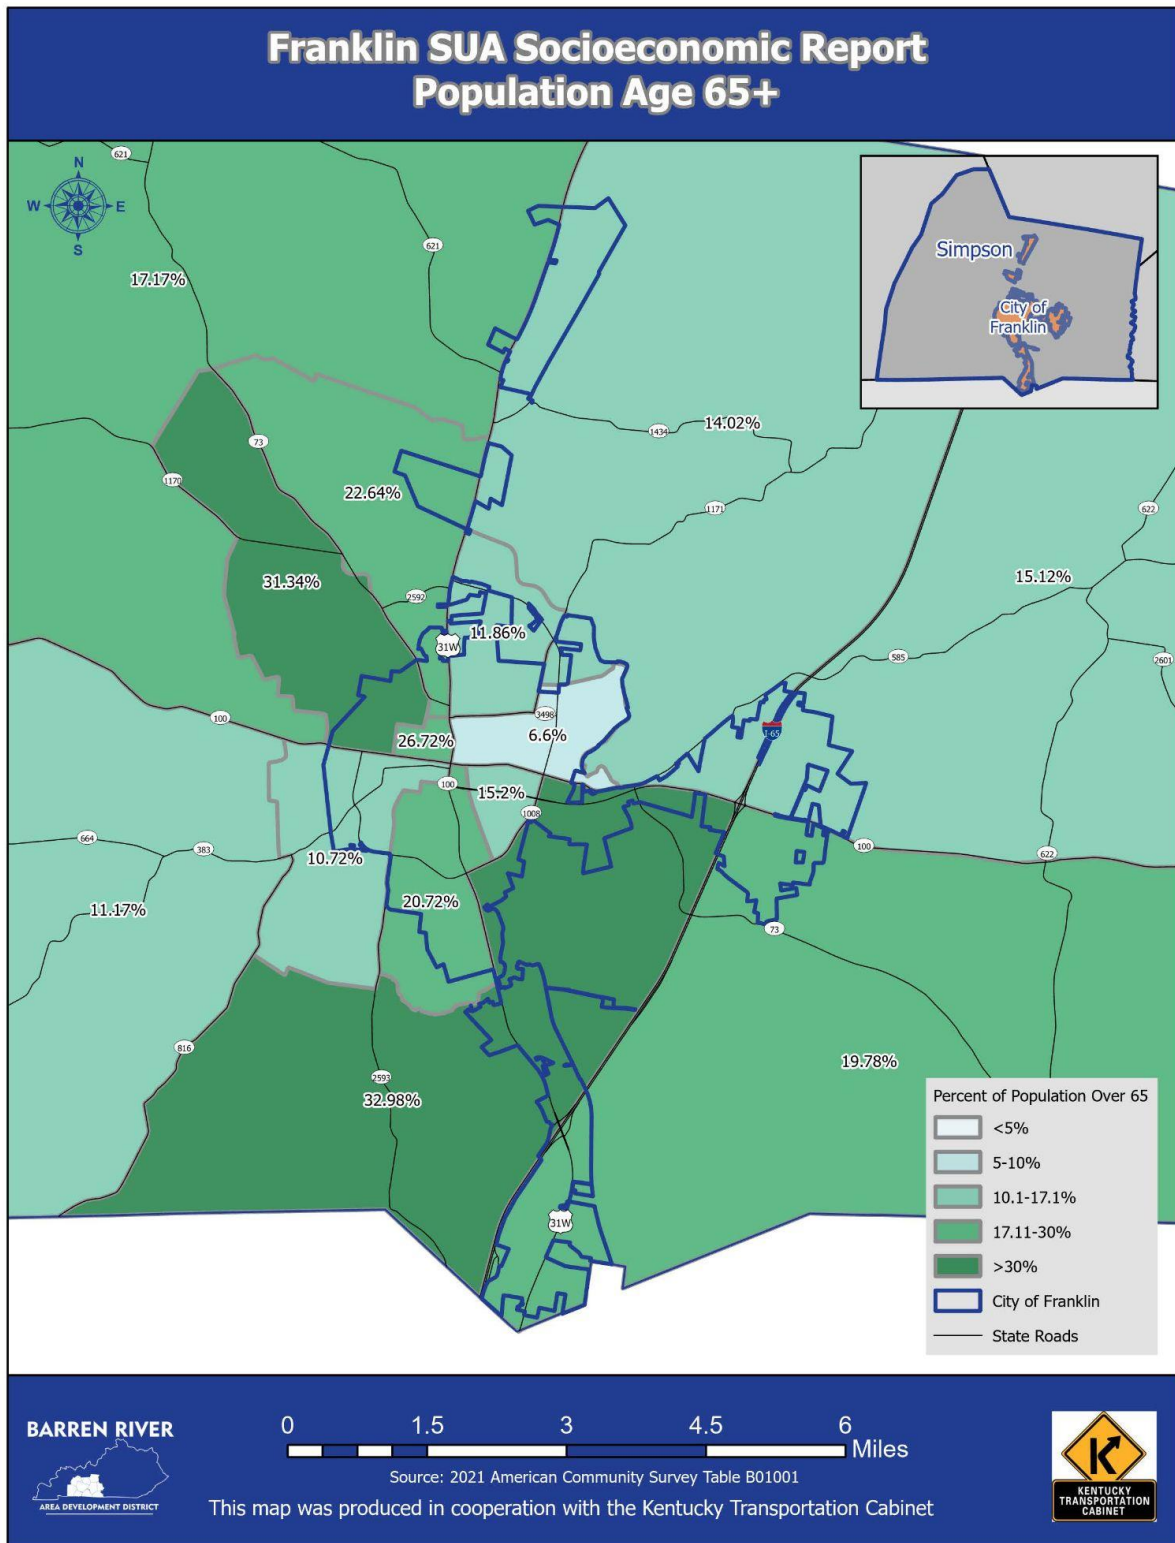 Franklin SUA Socioeconomic Report
Population Age 65+
N
W
E
S
621
621
17.17%
Simpson
City of
Franklin
73
1170
1434
14.02%
22.64%
1171
622
31.34%
15.12%
2592
11.86%
31W
585
2601
100
3498
6.6%
26.72%
I-65
100
15.2%
1008
664
383
10.72%
100
622
11.17%
20.72%
73
816
19.78%
2593
32.98%
31W
Percent of Population Over 65
<5%
5-10%
10.1-17.1%
17.11-30%
>30%
City of Franklin
State Roads
BARREN RIVER
AREA DEVELOPMENT DISTRICT
0 1.5 3 4.5 6
Miles
Source: 2021 American Community Survey Table B01001
This map was produced in cooperation with the Kentucky Transportation Cabinet
K
KENTUCKY
TRANSPORTATION
CABINET